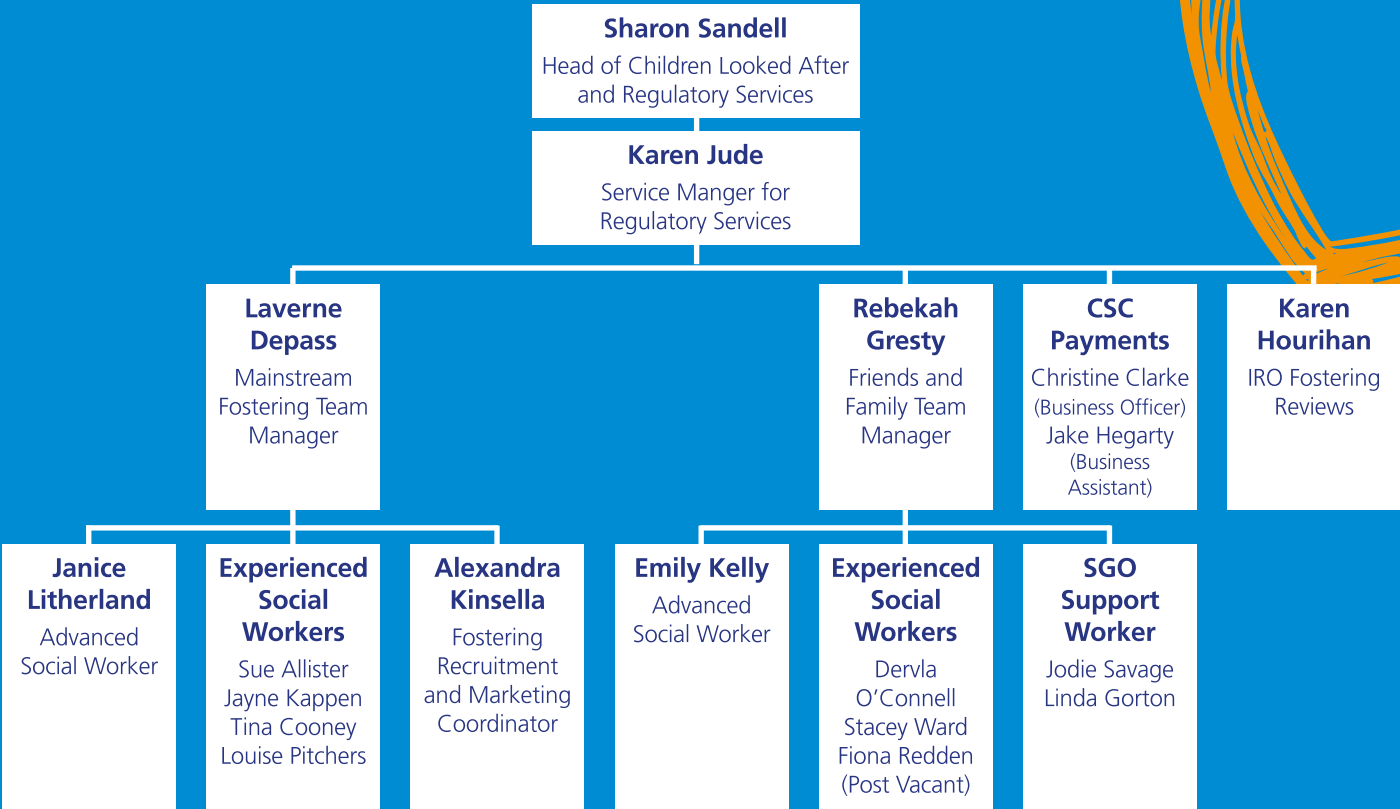 Sharon Sandell
Head of Children Looked After
and Regulatory Services
Karen Jude
Service Manger for
Regulatory Services
Laverne
Depass
Mainstream
Fostering Team
Manager
Rebekah
Gresty
Friends and
Family Team
Manager
CSC
Payments
Christine Clarke
(Business Officer)
Jake Hegarty
(Business
Assistant)
Karen
Hourihan
IRO Fostering
Reviews
Janice
Litherland
Advanced
Social Worker
Experienced
Social
Workers
Sue Allister
Jayne Kappen
Tina Cooney
Louise Pitchers
Alexandra
Kinsella
Fostering
Recruitment
and Marketing
Coordinator
Emily Kelly
Advanced
Social Worker
Experienced
Social
Workers
Dervla
O’Connell
Stacey Ward
Fiona Redden
(Post Vacant)
SGO
Support
Worker
Jodie Savage
Linda Gorton